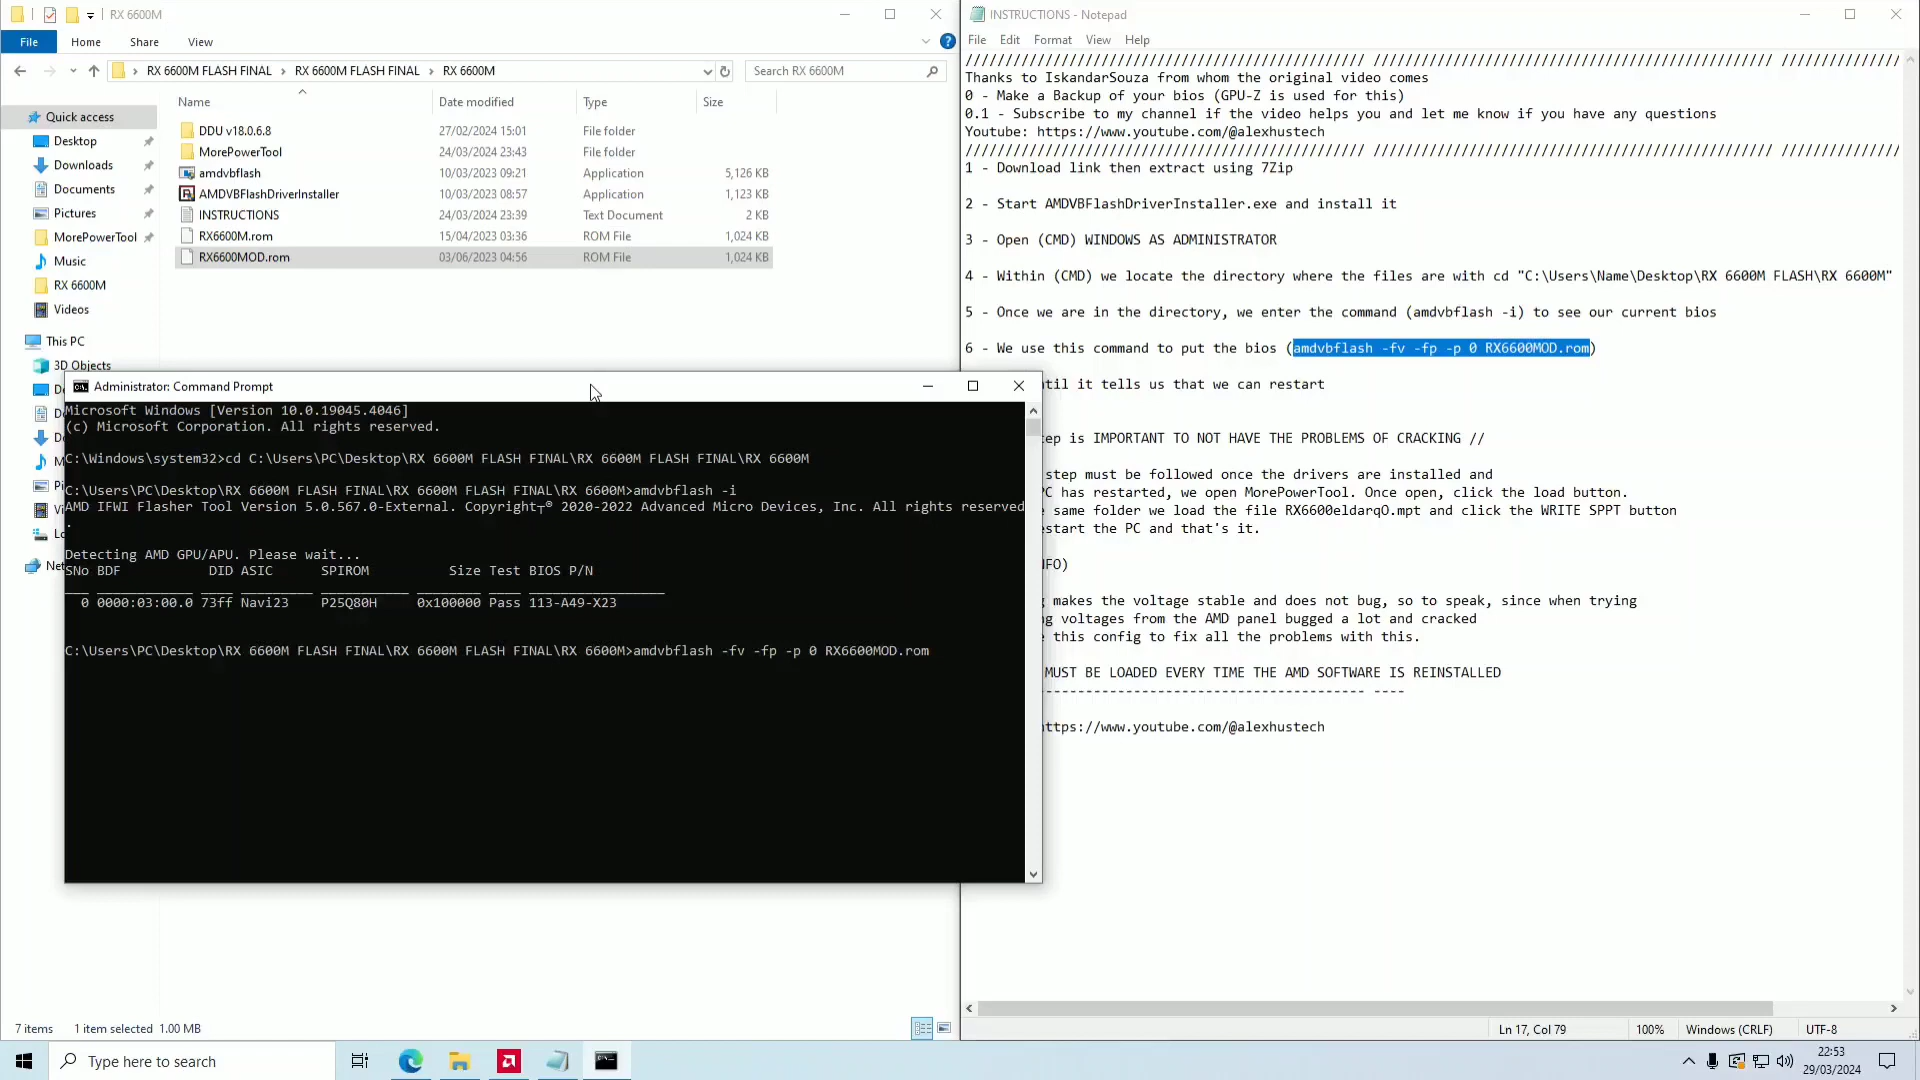 RX 6600M
File
Home
Share
View
RX 6600M FLASH FINAL
RX 6600M FLASH FINAL
RX 6600M
Search RX 6600M
Name
Date modified
Type
Size
Quick access
Desktop
Downloads
Documents
Pictures
MorePowerTool
Music
RX 6600M
Videos
This PC
3D Objects
DDU v18.0.6.8 27/02/2024 15:01 File folder
MorePowerTool 24/03/2024 23:43 File folder
amdvbflash 10/03/2023 09:21 Application 5,126 KB
AMDVBFlashDriverInstaller 10/03/2023 08:57 Application 1,123 KB
INSTRUCTIONS 24/03/2024 23:39 Text Document 2 KB
RX6600M.rom 15/04/2023 03:36 ROM File 1,024 KB
RX6600MOD.rom 03/06/2023 04:56 ROM File 1,024 KB
7 items 1 item selected 1.00 MB
Administrator: Command Prompt
Microsoft Windows [Version 10.0.19045.4046]
(c) Microsoft Corporation. All rights reserved.
C:\Windows\system32>cd C:\Users\PC\Desktop\RX 6600M FLASH FINAL\RX 6600M FLASH FINAL\RX 6600M
C:\Users\PC\Desktop\RX 6600M FLASH FINAL\RX 6600M FLASH FINAL\RX 6600M>amdvbflash -i
AMD IFWI Flasher Tool Version 5.0.567.0-External. Copyright┬® 2020-2022 Advanced Micro Devices, Inc. All rights reserved
.
Detecting AMD GPU/APU. Please wait...
SNo BDF DID ASIC SPIROM Size Test BIOS P/N
0 0000:03:00.0 73ff Navi23 P25Q80H 0x100000 Pass 113-A49-X23
C:\Users\PC\Desktop\RX 6600M FLASH FINAL\RX 6600M FLASH FINAL\RX 6600M>amdvbflash -fv -fp -p 0 RX6600MOD.rom
INSTRUCTIONS - Notepad
File Edit Format View Help
Thanks to IskandarSouza from whom the original video comes
0 - Make a Backup of your bios (GPU-Z is used for this)
0.1 - Subscribe to my channel if the video helps you and let me know if you have any questions
Youtube: https://www.youtube.com/@alexhustech
1 - Download link then extract using 7Zip
2 - Start AMDVBFlashDriverInstaller.exe and install it
3 - Open (CMD) WINDOWS AS ADMINISTRATOR
4 - Within (CMD) we locate the directory where the files are with cd "C:\Users\Name\Desktop\RX 6600M FLASH\RX 6600M"
5 - Once we are in the directory, we enter the command (amdvbflash -i) to see our current bios
6 - We use this command to put the bios (amdvbflash -fv -fp -p 0 RX6600MOD.rom)
til it tells us that we can restart
ep is IMPORTANT TO NOT HAVE THE PROBLEMS OF CRACKING //
step must be followed once the drivers are installed and
PC has restarted, we open MorePowerTool. Once open, click the load button.
same folder we load the file RX6600eldarqO.mpt and click the WRITE SPPT button
estart the PC and that's it.
FO)
g makes the voltage stable and does not bug, so to speak, since when trying
ng voltages from the AMD panel bugged a lot and cracked
this config to fix all the problems with this.
MUST BE LOADED EVERY TIME THE AMD SOFTWARE IS REINSTALLED
---------------------------------------- ----
ttps://www.youtube.com/@alexhustech
Ln 17, Col 79 100% Windows (CRLF) UTF-8
Type here to search
22:53
29/03/2024